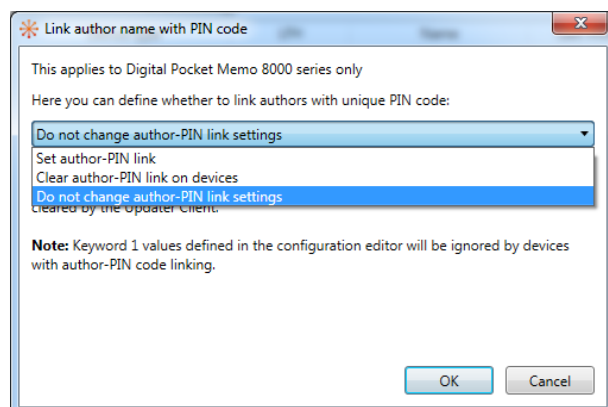 Link author name with PIN code
This applies to Digital Pocket Memo 8000 series only
Here you can define whether to link authors with unique PIN code:
Do not change author-PIN link settings
Set author-PIN link
Clear author-PIN link on devices
Do not change author-PIN link settings
cleared by the Updater Client.
Note: Keyword 1 values defined in the configuration editor will be ignored by devices
with author-PIN code linking.
OK Cancel